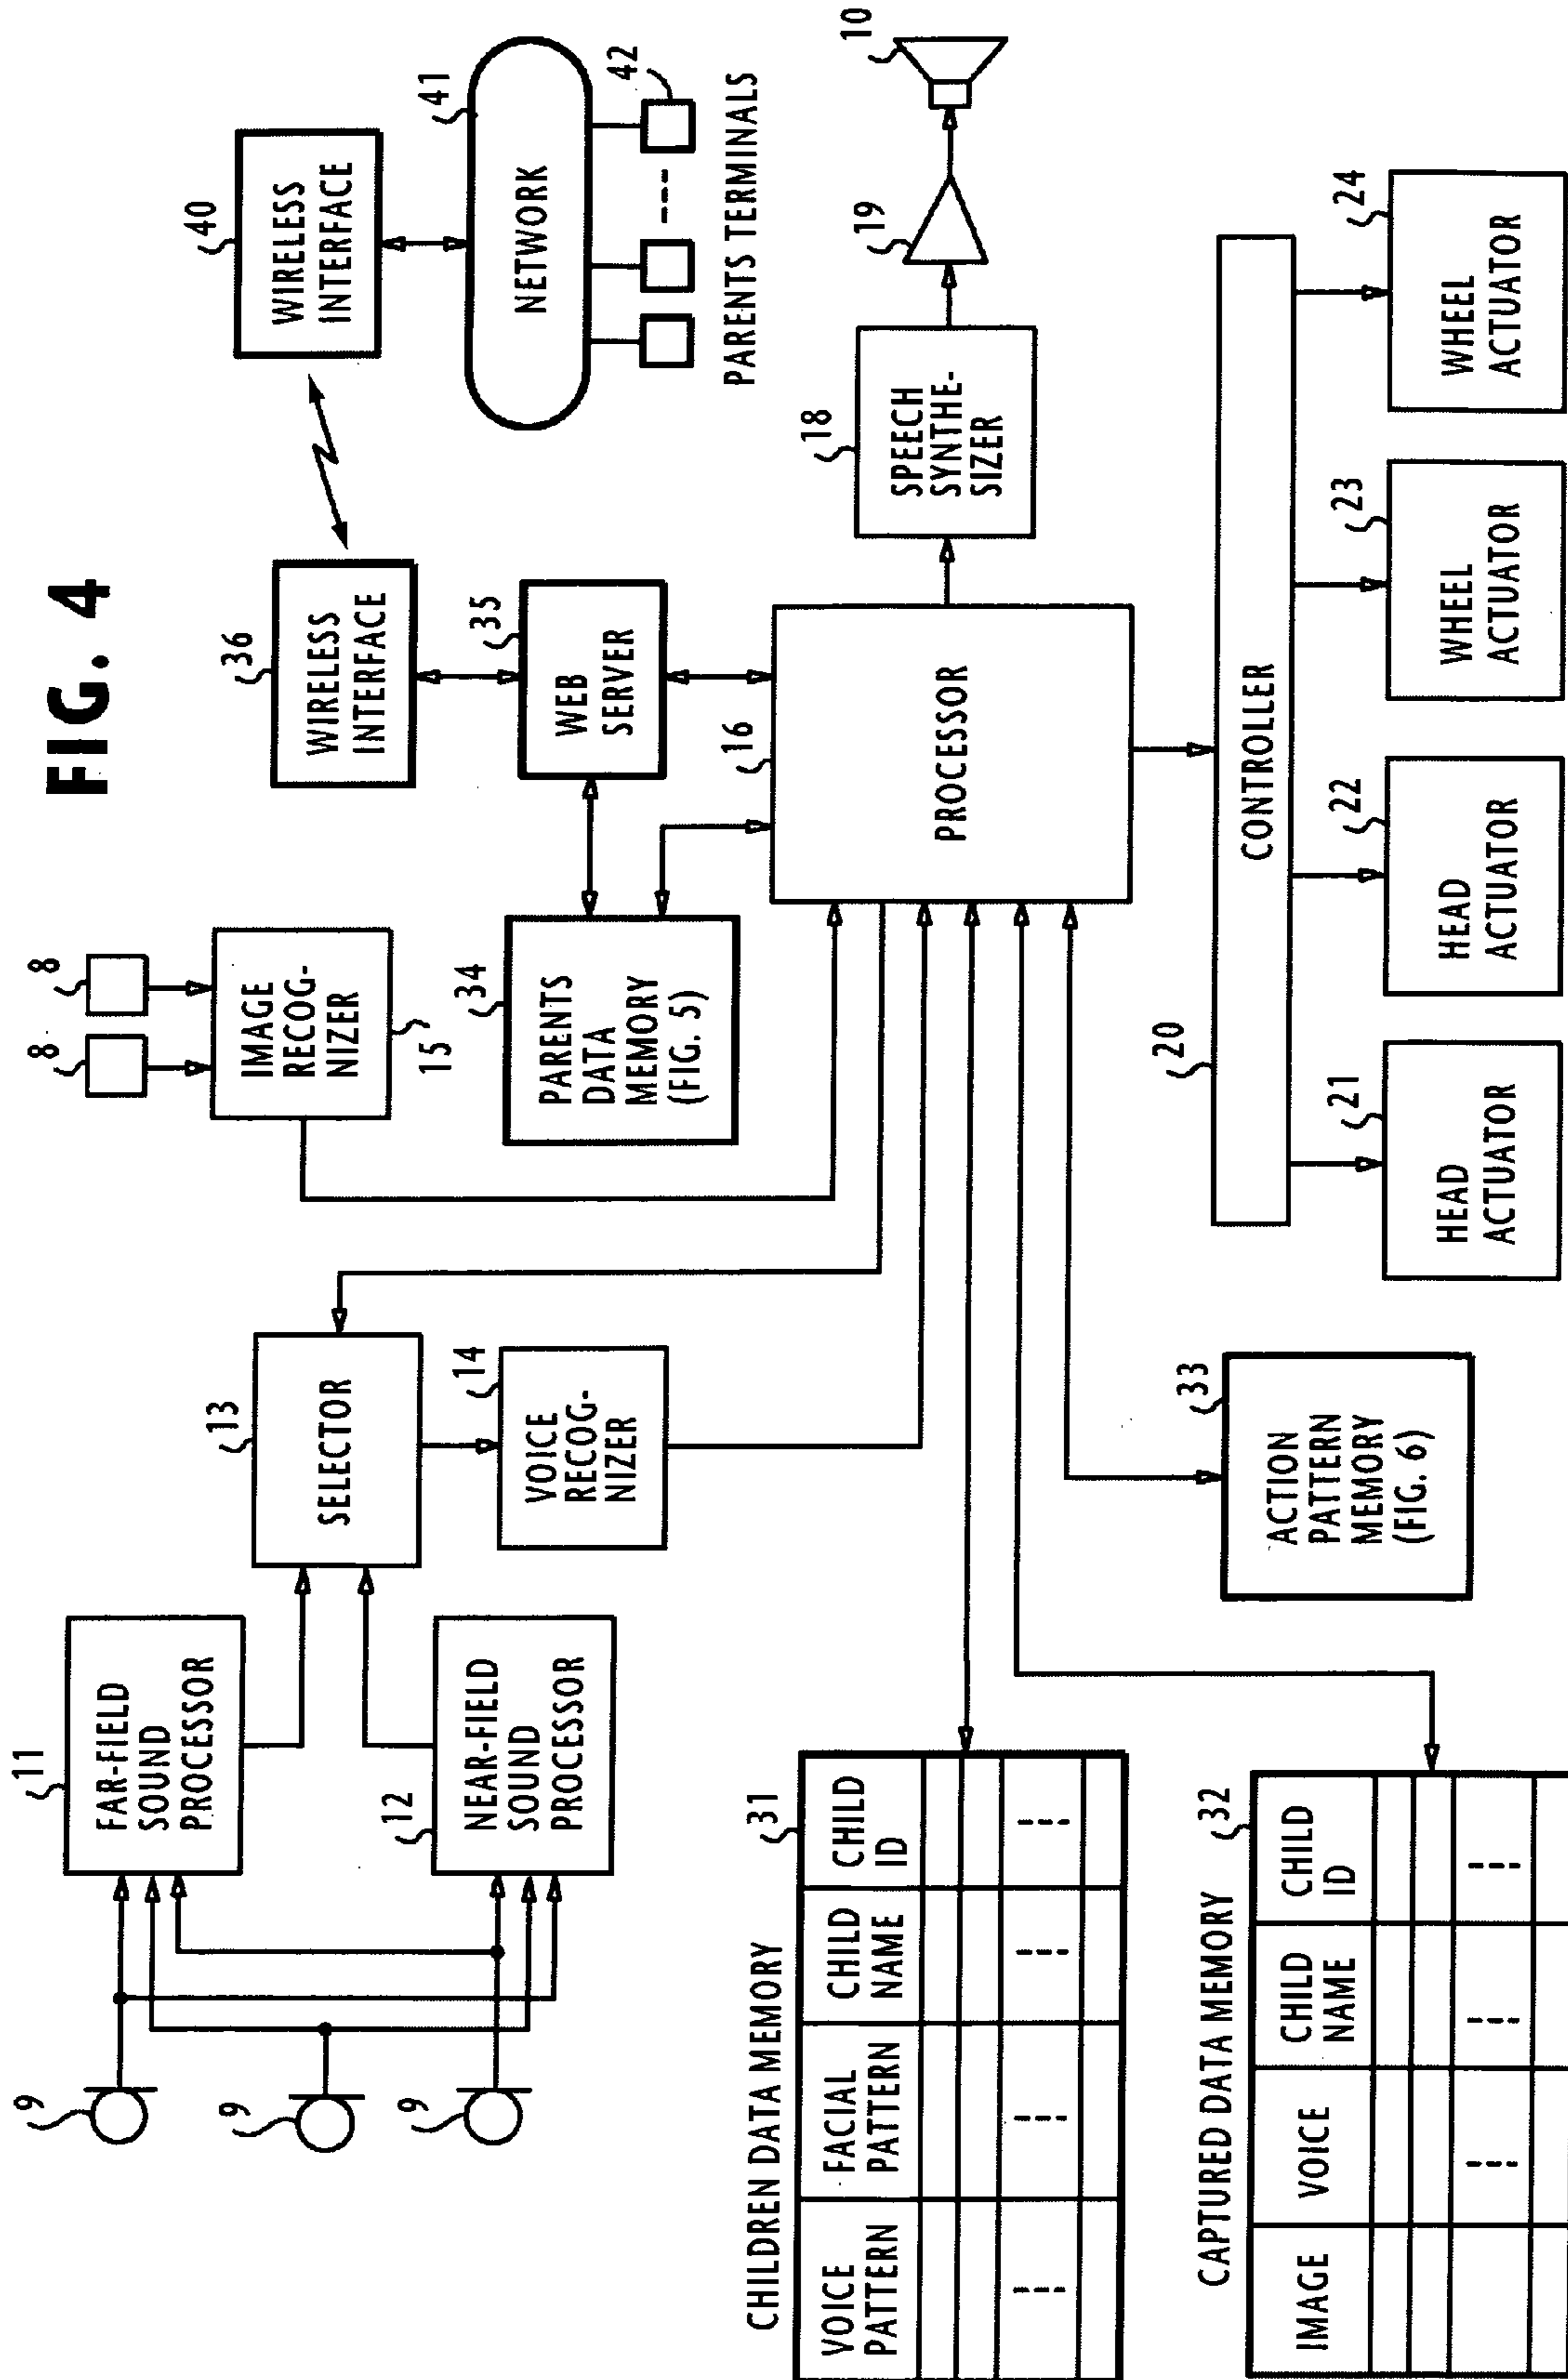 FIG. 4
9
9
9
11
FAR-FIELD
SOUND
PROCESSOR
12
NEAR-FIELD
SOUND
PROCESSOR
13
SELECTOR
14
VOICE
RECOG-
NIZER
8
8
IMAGE
RECOG-
NIZER
15
34
PARENTS
DATA
MEMORY
(FIG. 5)
36
WIRELESS
INTERFACE
35
WEB
SERVER
40
WIRELESS
INTERFACE
41
NETWORK
42
PARENTS TERMINALS
16
PROCESSOR
18
SPEECH
SYNTHE-
SIZER
19
10
CHILDREN DATA MEMORY
31
VOICE
PATTERN
FACIAL
PATTERN
CHILD
NAME
CHILD
ID
CAPTURED DATA MEMORY
32
IMAGE
VOICE
CHILD
NAME
CHILD
ID
33
ACTION
PATTERN
MEMORY
(FIG. 6)
20
CONTROLLER
21
HEAD
ACTUATOR
22
HEAD
ACTUATOR
23
WHEEL
ACTUATOR
24
WHEEL
ACTUATOR